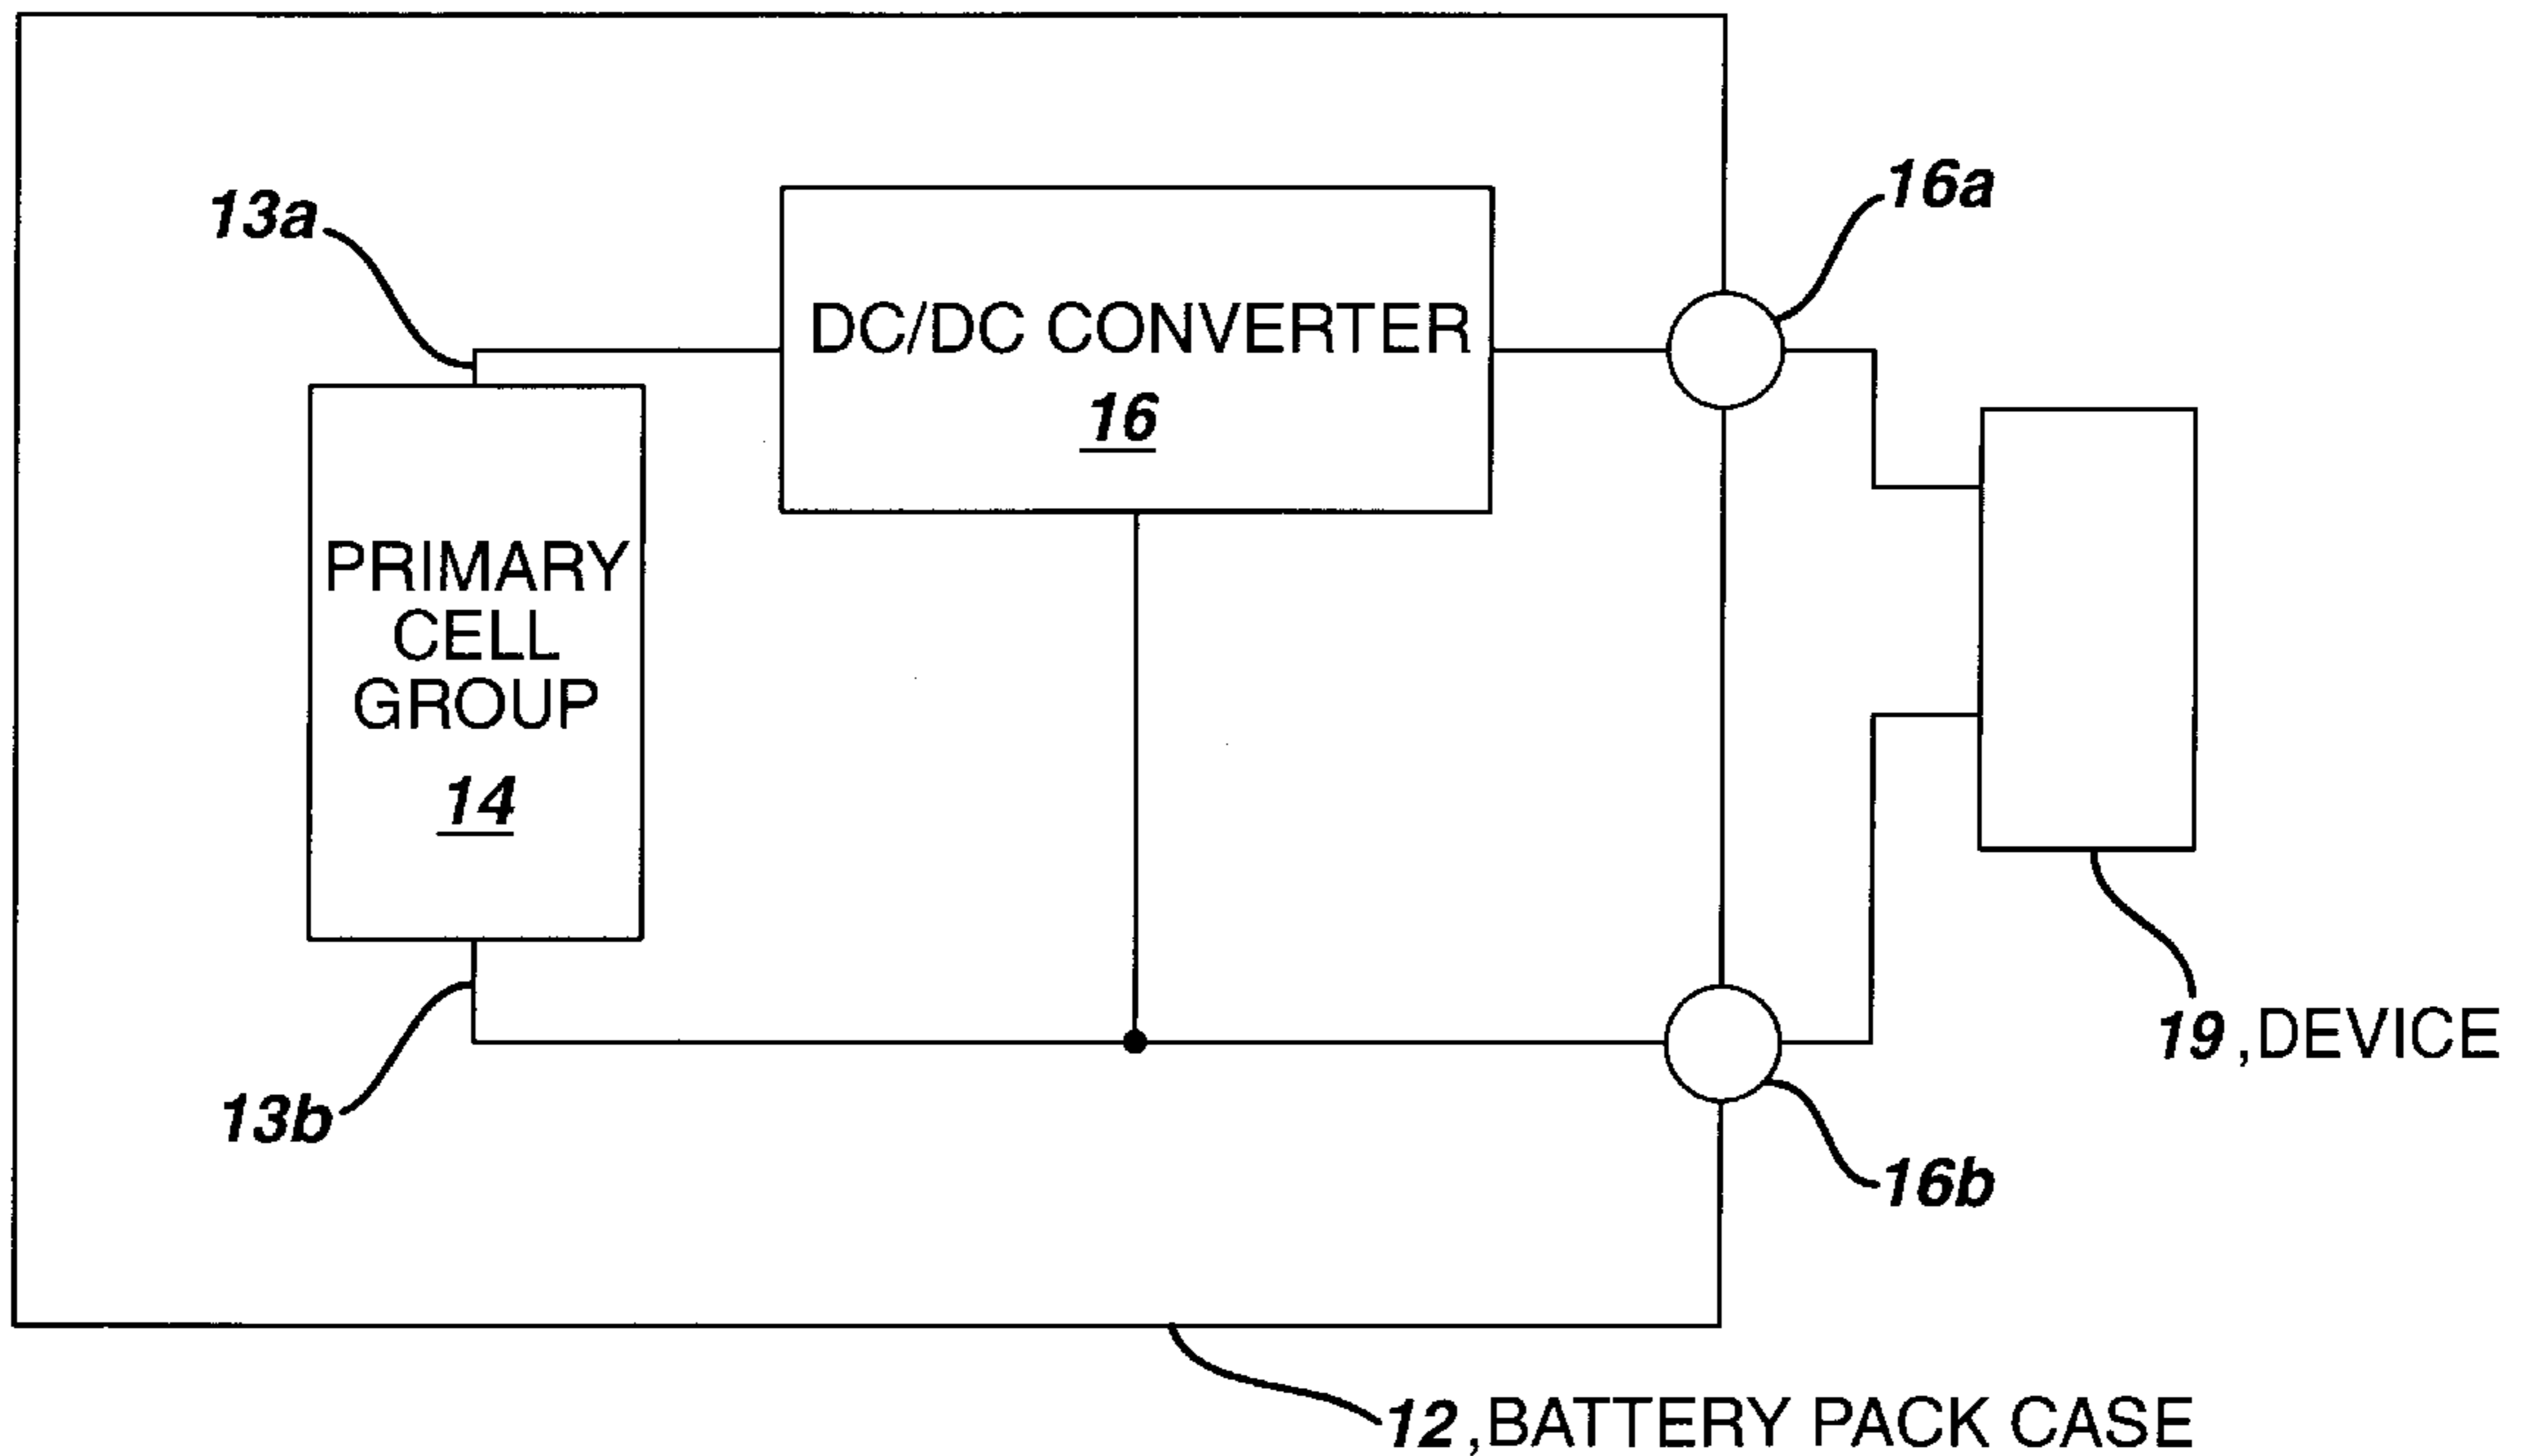 13a
16a
DC/DC CONVERTER
16
PRIMARY
CELL
GROUP
14
19,DEVICE
13b
16b
12,BATTERY PACK CASE